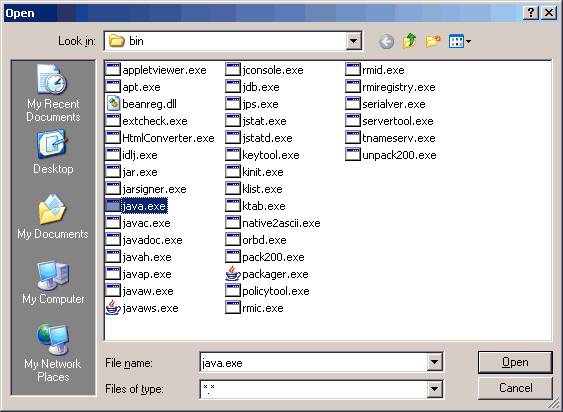 Open
Look in: bin
My Recent
Documents
Desktop
My Documents
My Computer
My Network
Places
appletviewer.exe
apt.exe
beanreg.dll
extcheck.exe
HtmlConverter.exe
idlj.exe
jar.exe
jarsigner.exe
java.exe
javac.exe
javadoc.exe
javah.exe
javap.exe
javaw.exe
javaws.exe
jconsole.exe
jdb.exe
jps.exe
jstat.exe
jstatd.exe
keytool.exe
kinit.exe
klist.exe
ktab.exe
native2ascii.exe
orbd.exe
pack200.exe
packager.exe
policytool.exe
rmic.exe
rmid.exe
rmiregistry.exe
serialver.exe
servertool.exe
tnameserv.exe
unpack200.exe
File name: java.exe
Open
Files of type: *.*
Cancel